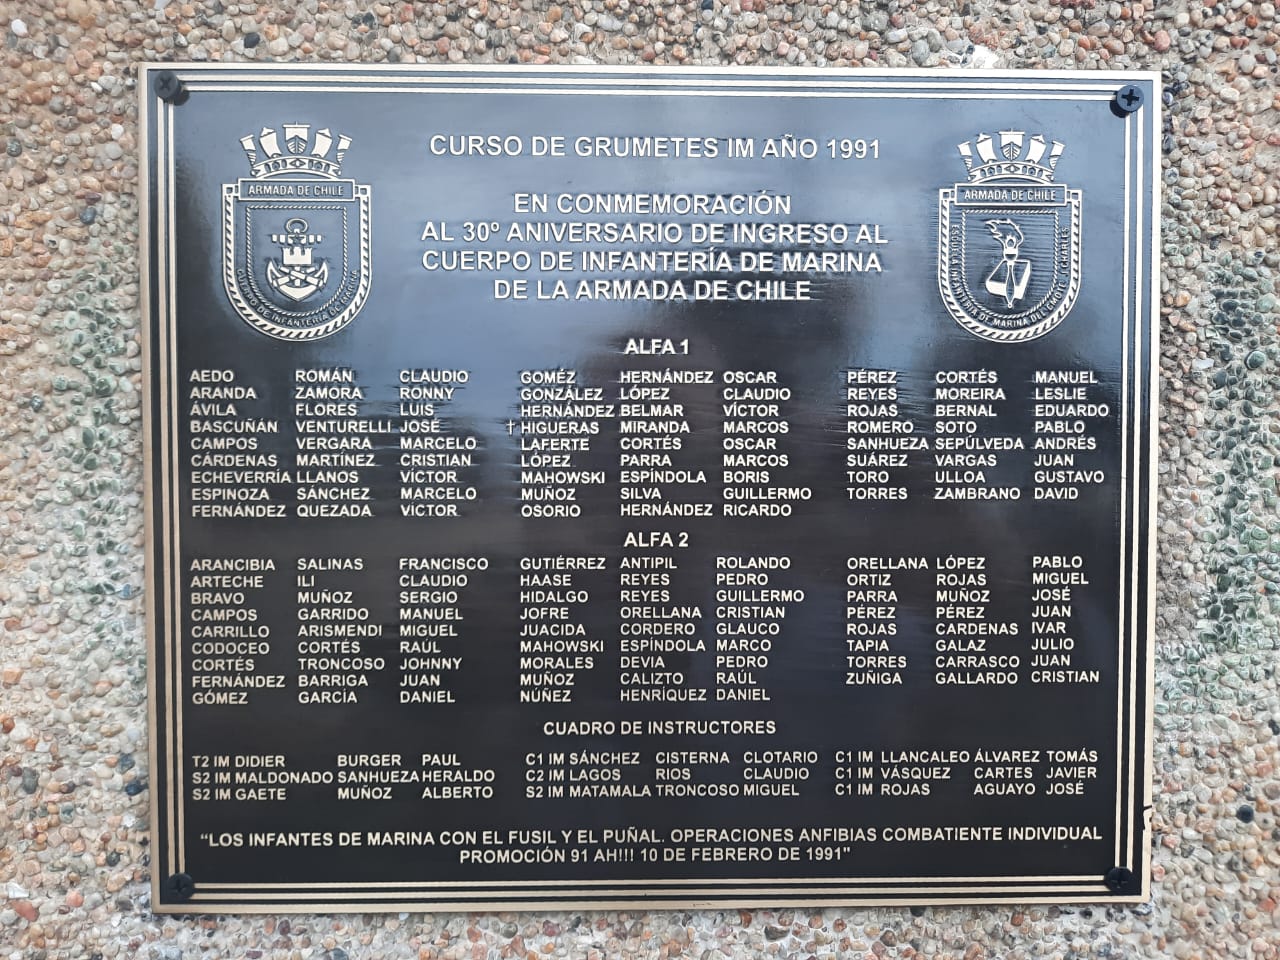 ARMADA DE CHILE
CUERPO DE INFANTERÍA DE MARINA
CURSO DE GRUMETES IM AÑO 1991
EN CONMEMORACIÓN
AL 30º ANIVERSARIO DE INGRESO AL
CUERPO DE INFANTERÍA DE MARINA
DE LA ARMADA DE CHILE
ARMADA DE CHILE
ESCUELA INFANTERIA DE MARINA DEL CMDTE J. CHARLES
ALFA 1
AEDO ROMÁN CLAUDIO GOMÉZ HERNÁNDEZ OSCAR PÉREZ CORTÉS MANUEL
ARANDA ZAMORA RONNY GONZÁLEZ LÓPEZ CLAUDIO REYES MOREIRA LESLIE
ÁVILA FLORES LUIS HERNÁNDEZ BELMAR VÍCTOR ROJAS BERNAL EDUARDO
BASCUÑÁN VENTURELLI JOSÉ † HIGUERAS MIRANDA MARCOS ROMERO SOTO PABLO
CAMPOS VERGARA MARCELO LAFERTE CORTÉS OSCAR SANHUEZA SEPÚLVEDA ANDRÉS
CÁRDENAS MARTÍNEZ CRISTIAN LÓPEZ PARRA MARCOS SUÁREZ VARGAS JUAN
ECHEVERRÍA LLANOS VÍCTOR MAHOWSKI ESPÍNDOLA BORIS TORO ULLOA GUSTAVO
ESPINOZA SÁNCHEZ MARCELO MUÑOZ SILVA GUILLERMO TORRES ZAMBRANO DAVID
FERNÁNDEZ QUEZADA VÍCTOR OSORIO HERNÁNDEZ RICARDO
ALFA 2
ARANCIBIA SALINAS FRANCISCO GUTIÉRREZ ANTIPIL ROLANDO ORELLANA LÓPEZ PABLO
ARTECHE ILI CLAUDIO HAASE REYES PEDRO ORTIZ ROJAS MIGUEL
BRAVO MUÑOZ SERGIO HIDALGO REYES GUILLERMO PARRA MUÑOZ JOSÉ
CAMPOS GARRIDO MANUEL JOFRE ORELLANA CRISTIAN PÉREZ PÉREZ JUAN
CARRILLO ARISMENDI MIGUEL JUACIDA CORDERO GLAUCO ROJAS CARDENAS IVAR
CODOCEO CORTÉS RAÚL MAHOWSKI ESPÍNDOLA MARCO TAPIA GALAZ JULIO
CORTÉS TRONCOSO JOHNNY MORALES DEVIA PEDRO TORRES CARRASCO JUAN
FERNÁNDEZ BARRIGA JUAN MUÑOZ CALIZTO RAÚL ZUÑIGA GALLARDO CRISTIAN
GÓMEZ GARCÍA DANIEL NÚÑEZ HENRÍQUEZ DANIEL
CUADRO DE INSTRUCTORES
T2 IM DIDIER BURGER PAUL C1 IM SÁNCHEZ CISTERNA CLOTARIO C1 IM LLANCALEO ÁLVAREZ TOMÁS
S2 IM MALDONADO SANHUEZA HERALDO C2 IM LAGOS RIOS CLAUDIO C1 IM VÁSQUEZ CARTES JAVIER
S2 IM GAETE MUÑOZ ALBERTO S2 IM MATAMALA TRONCOSO MIGUEL C1 IM ROJAS AGUAYO JOSÉ
“LOS INFANTES DE MARINA CON EL FUSIL Y EL PUÑAL. OPERACIONES ANFIBIAS COMBATIENTE INDIVIDUAL
PROMOCIÓN 91 AH!!! 10 DE FEBRERO DE 1991"